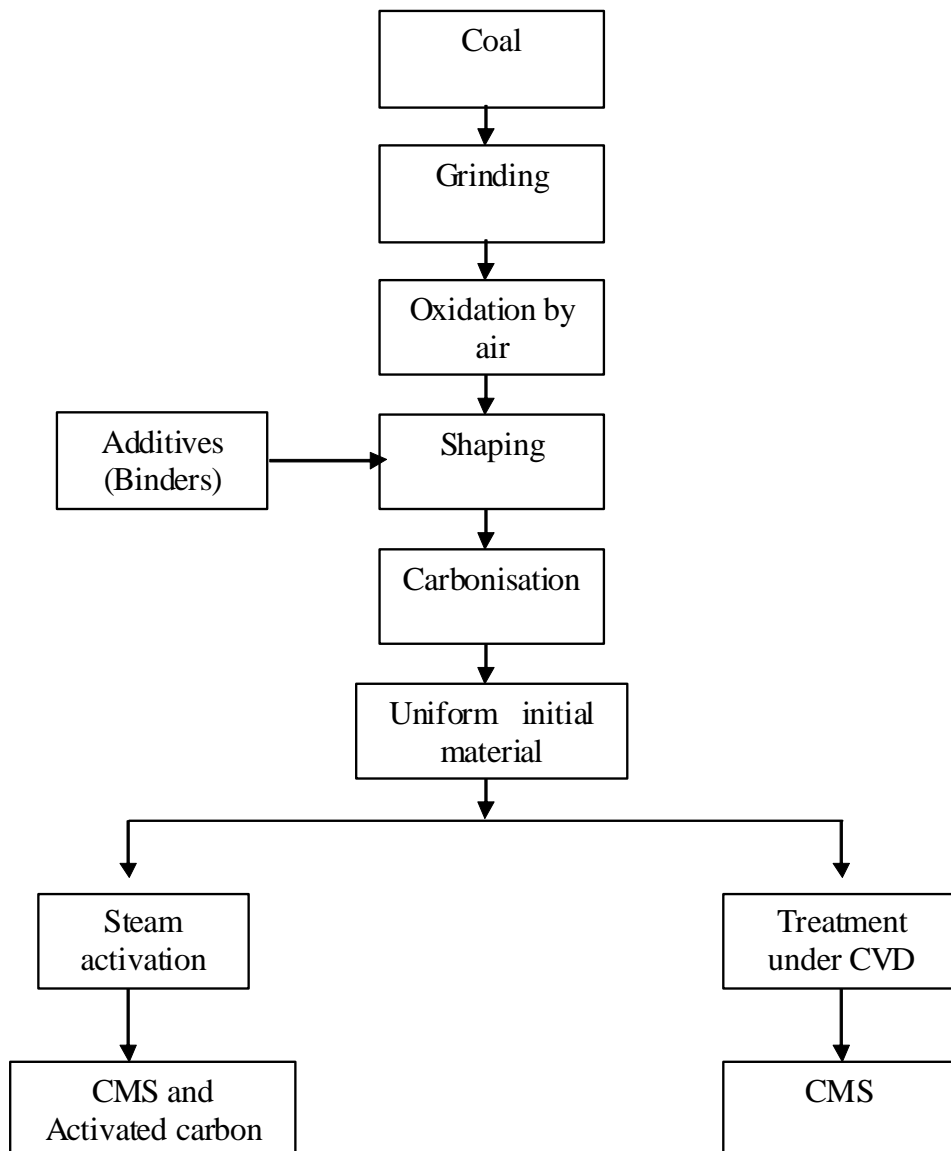 Coal
Grinding
Oxidation by
air
Additives
(Binders)
Shaping
Carbonisation
Uniform initial
material
Steam
activation
Treatment
under CVD
CMS and
Activated carbon
CMS